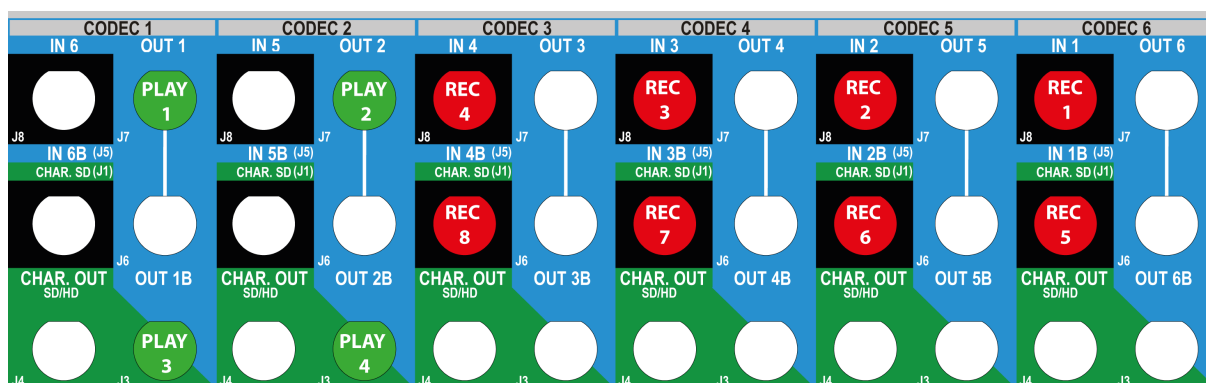 CODEC 1 CODEC 2 CODEC 3 CODEC 4 CODEC 5 CODEC 6
IN 6 OUT 1 IN 5 OUT 2 IN 4 OUT 3 IN 3 OUT 4 IN 2 OUT 5 IN 1 OUT 6
PLAY PLAY REC REC REC REC
1 2 4 3 2 1
J8 J7 J8 J7 J8 J7 J8 J7 J8 J7 J8 J7
IN 6B (J5) IN 5B (J5) IN 4B (J5) IN 3B (J5) IN 2B (J5) IN 1B (J5)
CHAR. SD (J1) CHAR. SD (J1) CHAR. SD (J1) CHAR. SD (J1) CHAR. SD (J1) CHAR. SD (J1)
REC REC REC REC
8 7 6 5
J6 J6 J6 J6 J6 J6
CHAR. OUT OUT 1B CHAR. OUT OUT 2B CHAR. OUT OUT 3B CHAR. OUT OUT 4B CHAR. OUT OUT 5B CHAR. OUT OUT 6B
SD/HD SD/HD SD/HD SD/HD SD/HD SD/HD
PLAY PLAY
3 4
J4 J3 J4 J3 J4 J3 J4 J3 J4 J3 J4 J3